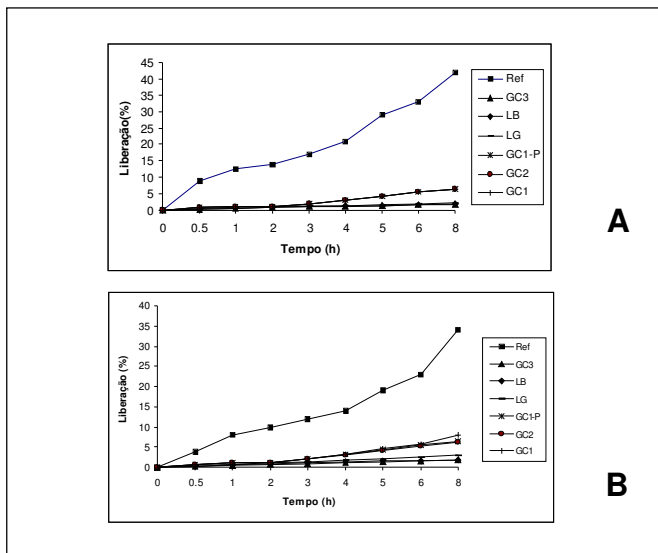 45
40
35
30
25
20
15
10
5
0
Liberação(%)
0 0.5 1 2 3 4 5 6 8
Tempo (h)
Ref
GC3
LB
LG
GC1-P
GC2
GC1
A
40
35
30
25
20
15
10
5
0
Liberação (%)
0 0.5 1 2 3 4 5 6 8
Tempo (h)
Ref
GC3
LB
LG
GC1-P
GC2
GC1
B